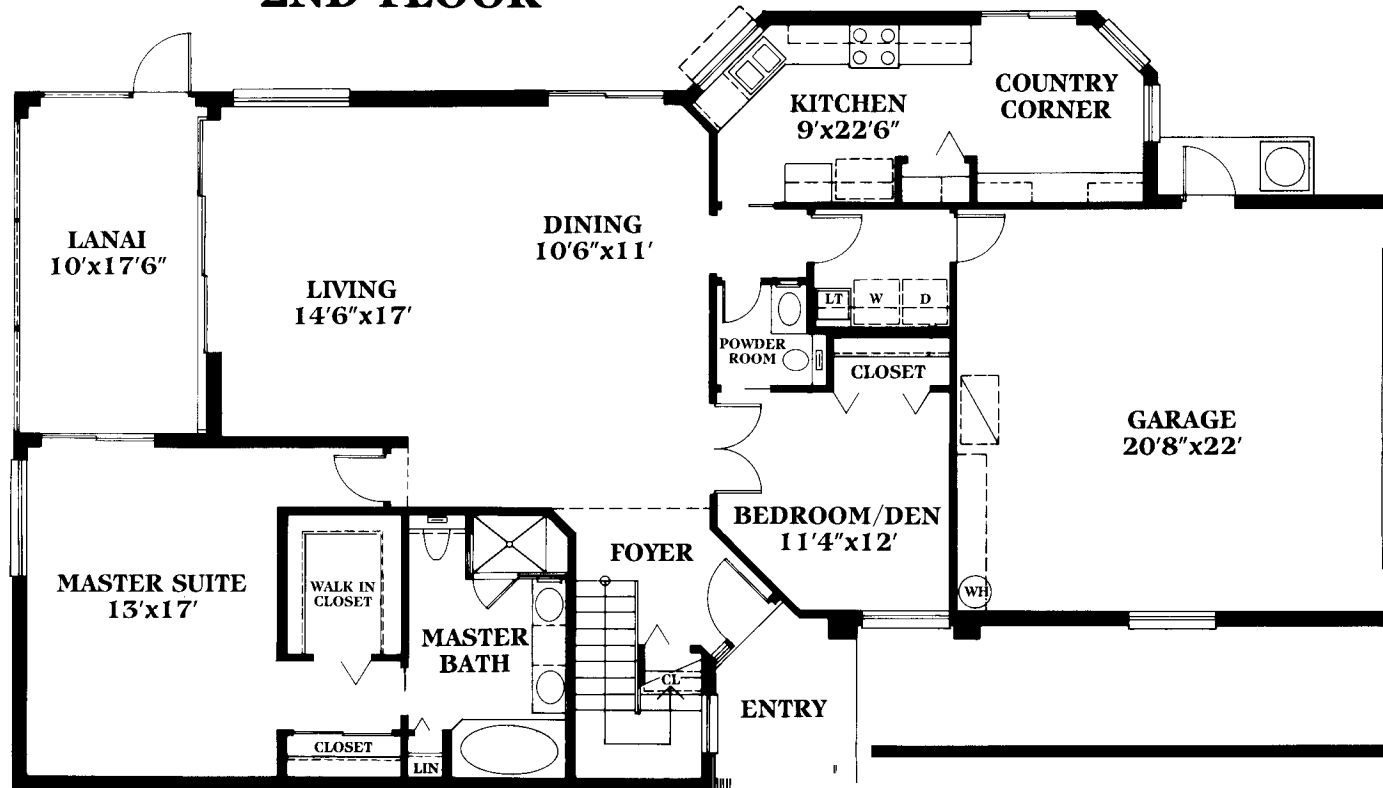 2ND FLOOR
KITCHEN
9'x22'6"
COUNTRY
CORNER
LANAI
10'x17'6"
DINING
10'6"x11'
LIVING
14'6"x17'
LT
W
D
POWDER
ROOM
CLOSET
GARAGE
20'8"x22'
BEDROOM/DEN
11'4"x12'
FOYER
MASTER SUITE
13'x17'
WALK IN
CLOSET
WH
MASTER
BATH
CL
ENTRY
CLOSET
LIN